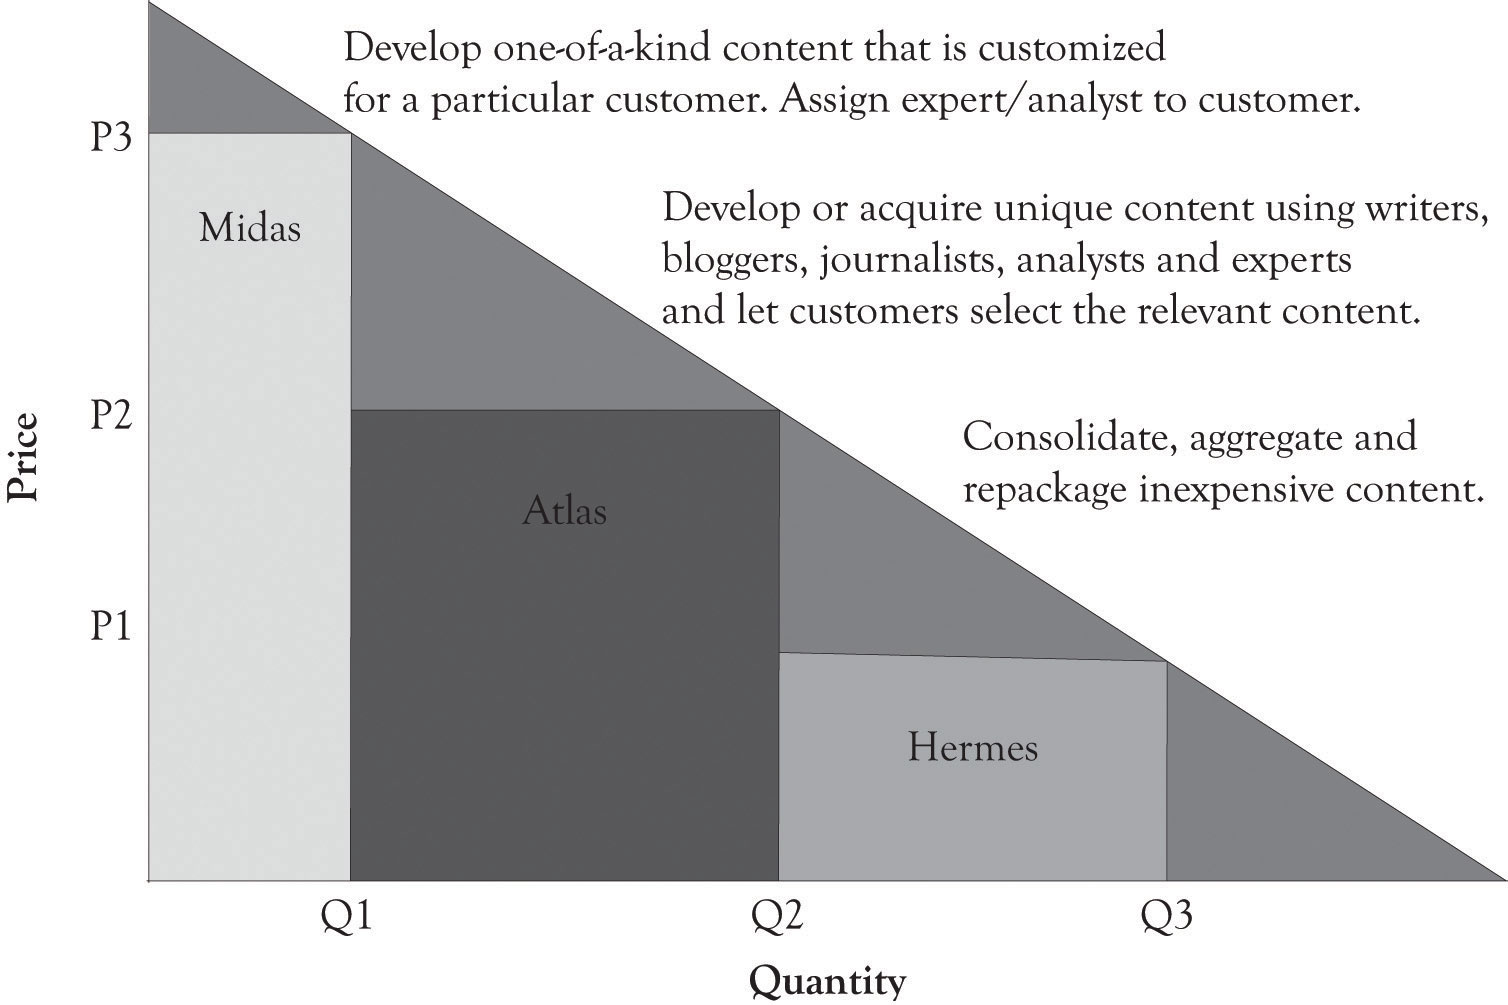 Develop one-of-a-kind content that is customized
for a particular customer. Assign expert/analyst to customer.
P3
Midas
Develop or acquire unique content using writers,
bloggers, journalists, analysts and experts
and let customers select the relevant content.
P2
Price
Consolidate, aggregate and
repackage inexpensive content.
Atlas
P1
Hermes
Q1
Q2
Q3
Quantity